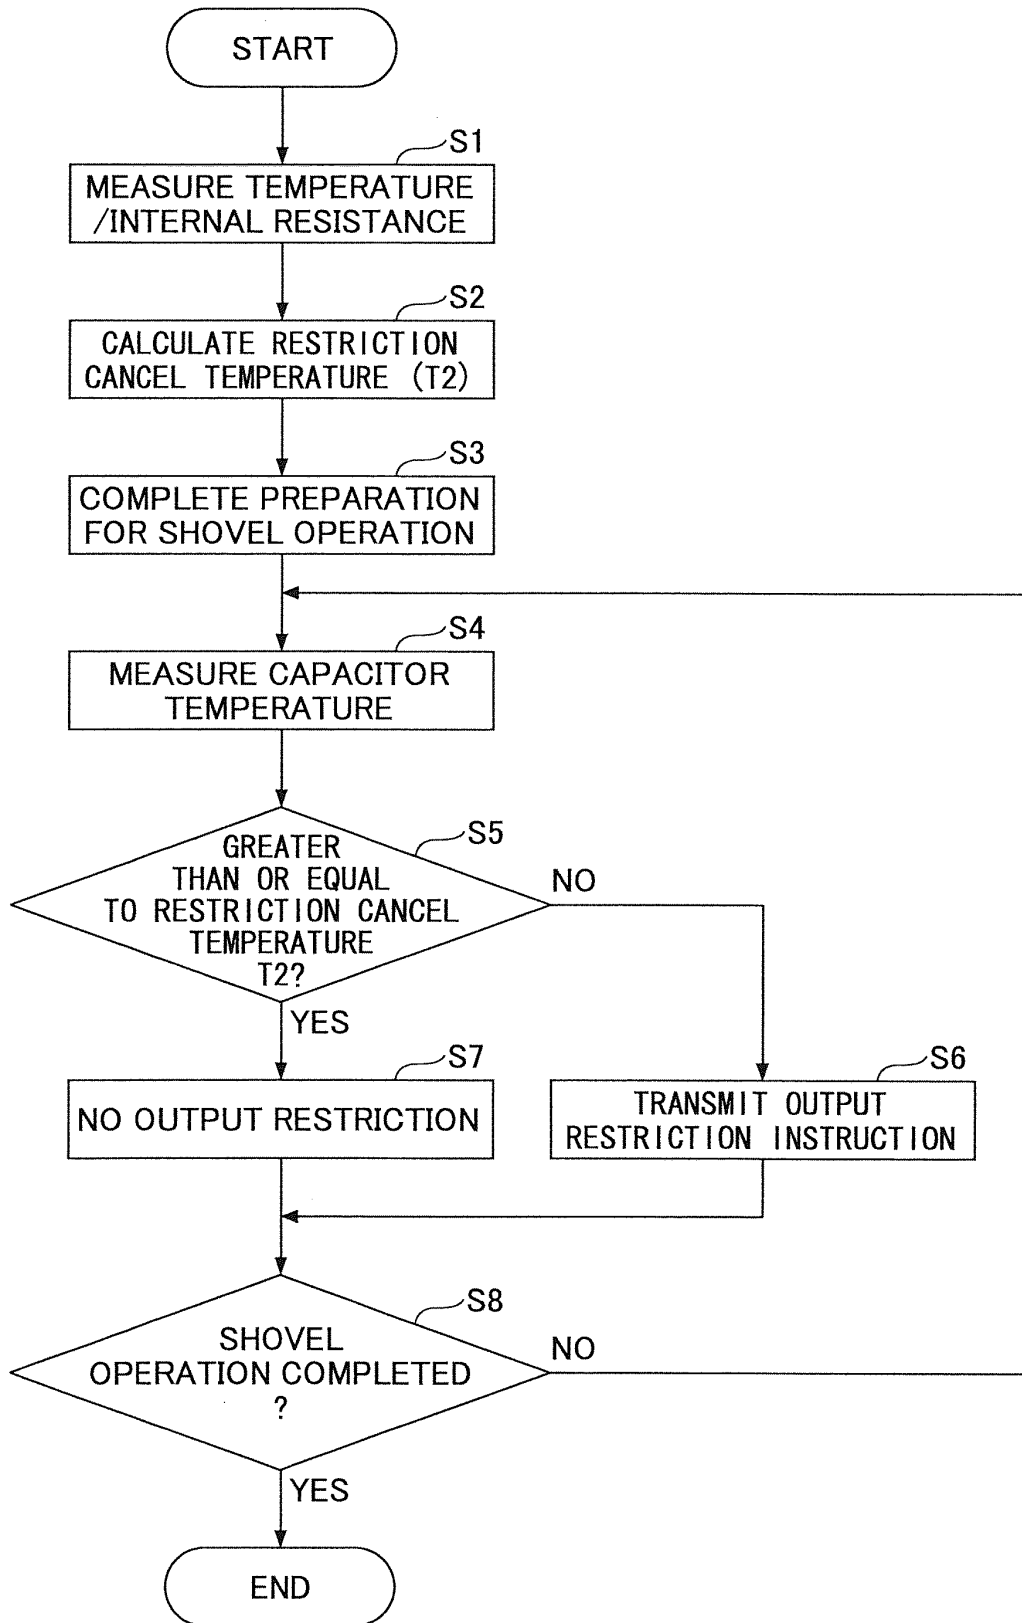 START
S1
MEASURE TEMPERATURE
/INTERNAL RESISTANCE
S2
CALCULATE RESTRICTION
CANCEL TEMPERATURE (T2)
S3
COMPLETE PREPARATION
FOR SHOVEL OPERATION
S4
MEASURE CAPACITOR
TEMPERATURE
S5
GREATER
THAN OR EQUAL
TO RESTRICTION CANCEL
TEMPERATURE
T2?
NO
YES
S7
NO OUTPUT RESTRICTION
S6
TRANSMIT OUTPUT
RESTRICTION INSTRUCTION
S8
SHOVEL
OPERATION COMPLETED
?
NO
YES
END